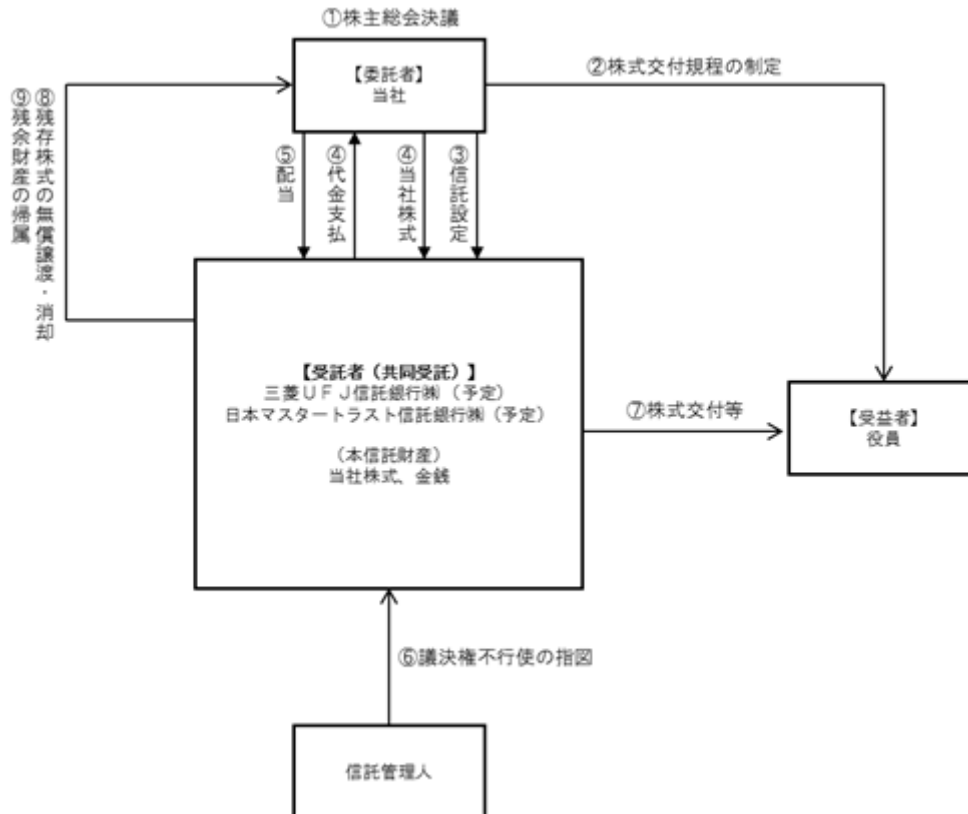 ①株主総会決議
【委託者】
当社
②株式交付規程の制定
⑨残余財産の帰属
⑧残存株式の無償譲渡・消却
⑤配当
④代金支払
④当社株式
③信託設定
【受託者（共同受託）】
三菱ＵＦＪ信託銀行㈱（予定）
日本マスタートラスト信託銀行㈱（予定）
（本信託財産）
当社株式、金銭
⑦株式交付等
【受益者】
役員
⑥議決権不行使の指図
信託管理人